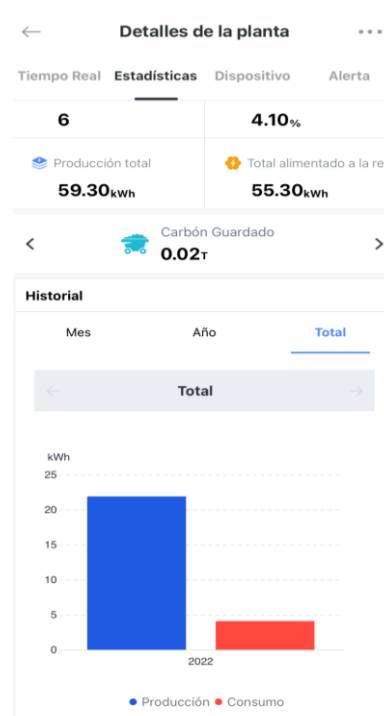 Detalles de la planta
Tiempo Real Estadísticas Dispositivo Alerta
6 4.10%
Producción total Total alimentado a la re
59.30kWh 55.30kWh
Carbón Guardado
0.02T
Historial
Mes Año Total
Total
kWh
25
20
15
10
5
0
2022
Producción Consumo